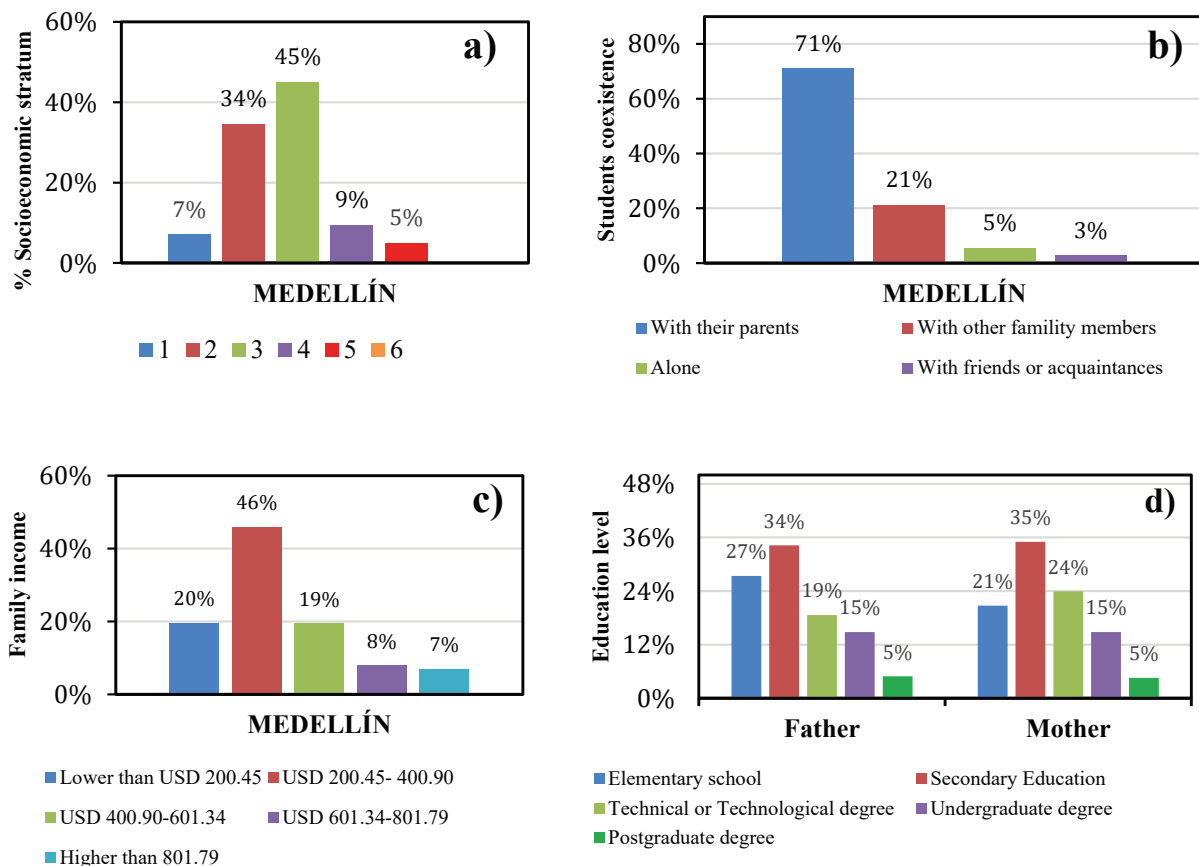 60%
40%
20%
0%
% Socioeconomic stratum
a)
7%
34%
45%
9%
5%
MEDELLÍN
1 2 3 4 5 6
80%
60%
40%
20%
0%
Students coexistence
b)
71%
21%
5%
3%
MEDELLÍN
With their parents With other famility members
Alone With friends or acquaintances
60%
40%
20%
0%
Family income
c)
20%
46%
19%
8%
7%
MEDELLÍN
Lower than USD 200.45 USD 200.45- 400.90
USD 400.90-601.34 USD 601.34-801.79
Higher than 801.79
48%
36%
24%
12%
0%
Education level
d)
27%
34%
19%
15%
5%
21%
35%
24%
15%
5%
Father Mother
Elementary school Secondary Education
Technical or Technological degree Undergraduate degree
Postgraduate degree